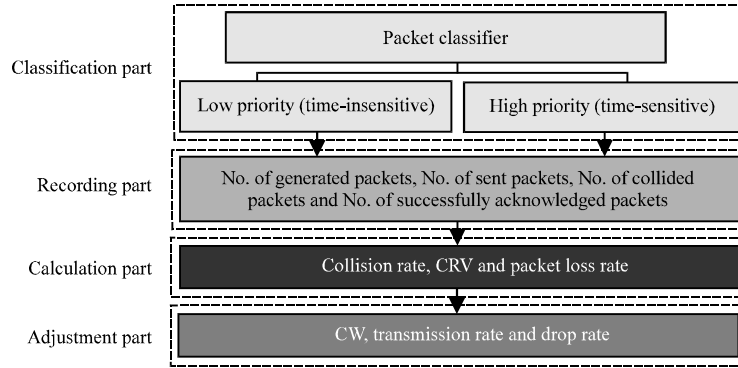 Packet classifier
Classification part
Low priority (time-insensitive)
High priority (time-sensitive)
Recording part
No. of generated packets, No. of sent packets, No. of collided
packets and No. of successfully acknowledged packets
Calculation part
Collision rate, CRV and packet loss rate
Adjustment part
CW, transmission rate and drop rate